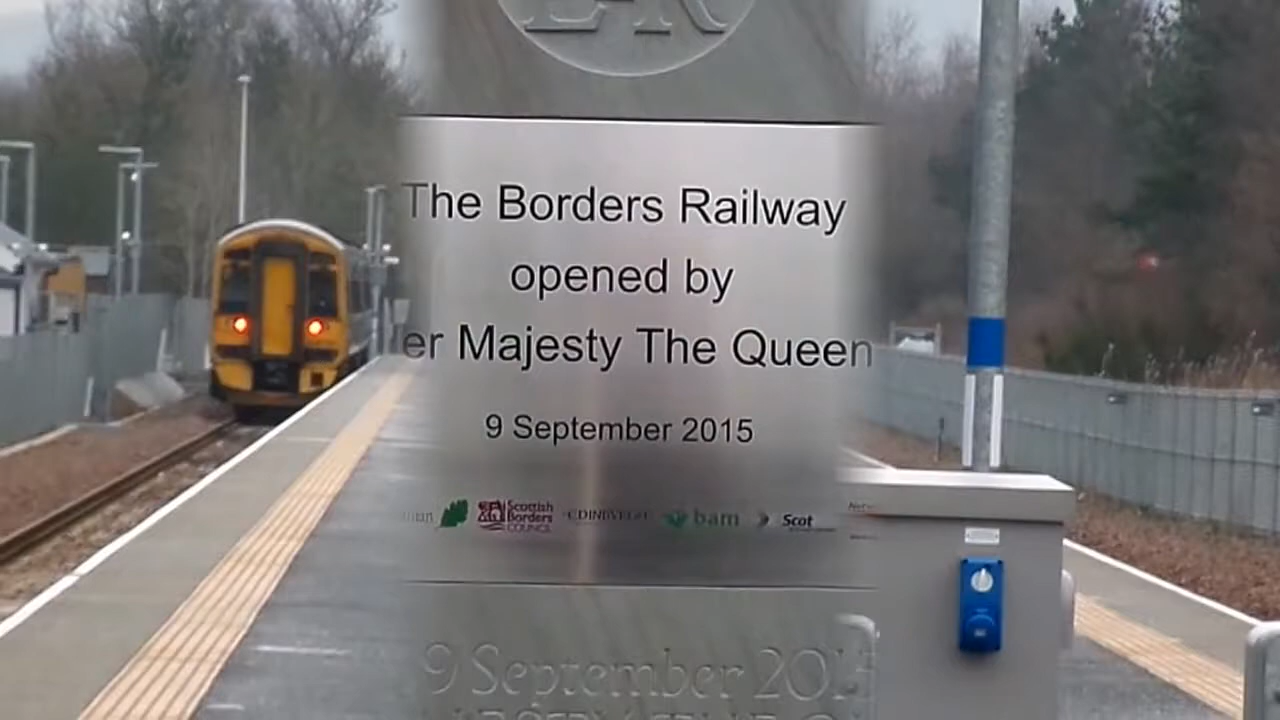 The Borders Railway
opened by
er Majesty The Queen
9 September 2015
Scottish
Borders
COUNCIL
EDINBVRGH
bam
Scot
9 September 201